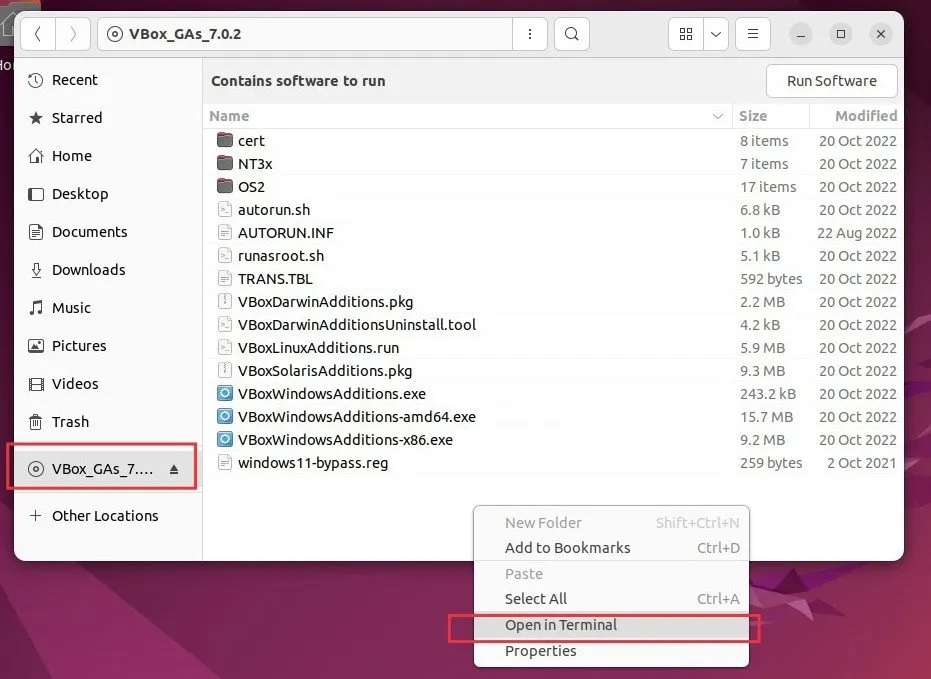 VBox_GAs_7.0.2
Recent
Starred
Home
Desktop
Documents
Downloads
Music
Pictures
Videos
Trash
VBox_GAs_7....
Other Locations
Contains software to run
Run Software
Name Size Modified
cert 8 items 20 Oct 2022
NT3x 7 items 20 Oct 2022
OS2 17 items 20 Oct 2022
autorun.sh 6.8 kB 20 Oct 2022
AUTORUN.INF 1.0 kB 22 Aug 2022
runasroot.sh 5.1 kB 20 Oct 2022
TRANS.TBL 592 bytes 20 Oct 2022
VBoxDarwinAdditions.pkg 2.2 MB 20 Oct 2022
VBoxDarwinAdditionsUninstall.tool 4.2 kB 20 Oct 2022
VBoxLinuxAdditions.run 5.9 MB 20 Oct 2022
VBoxSolarisAdditions.pkg 9.3 MB 20 Oct 2022
VBoxWindowsAdditions.exe 243.2 kB 20 Oct 2022
VBoxWindowsAdditions-amd64.exe 15.7 MB 20 Oct 2022
VBoxWindowsAdditions-x86.exe 9.2 MB 20 Oct 2022
windows11-bypass.reg 259 bytes 2 Oct 2021
New Folder Shift+Ctrl+N
Add to Bookmarks Ctrl+D
Paste
Select All Ctrl+A
Open in Terminal
Properties